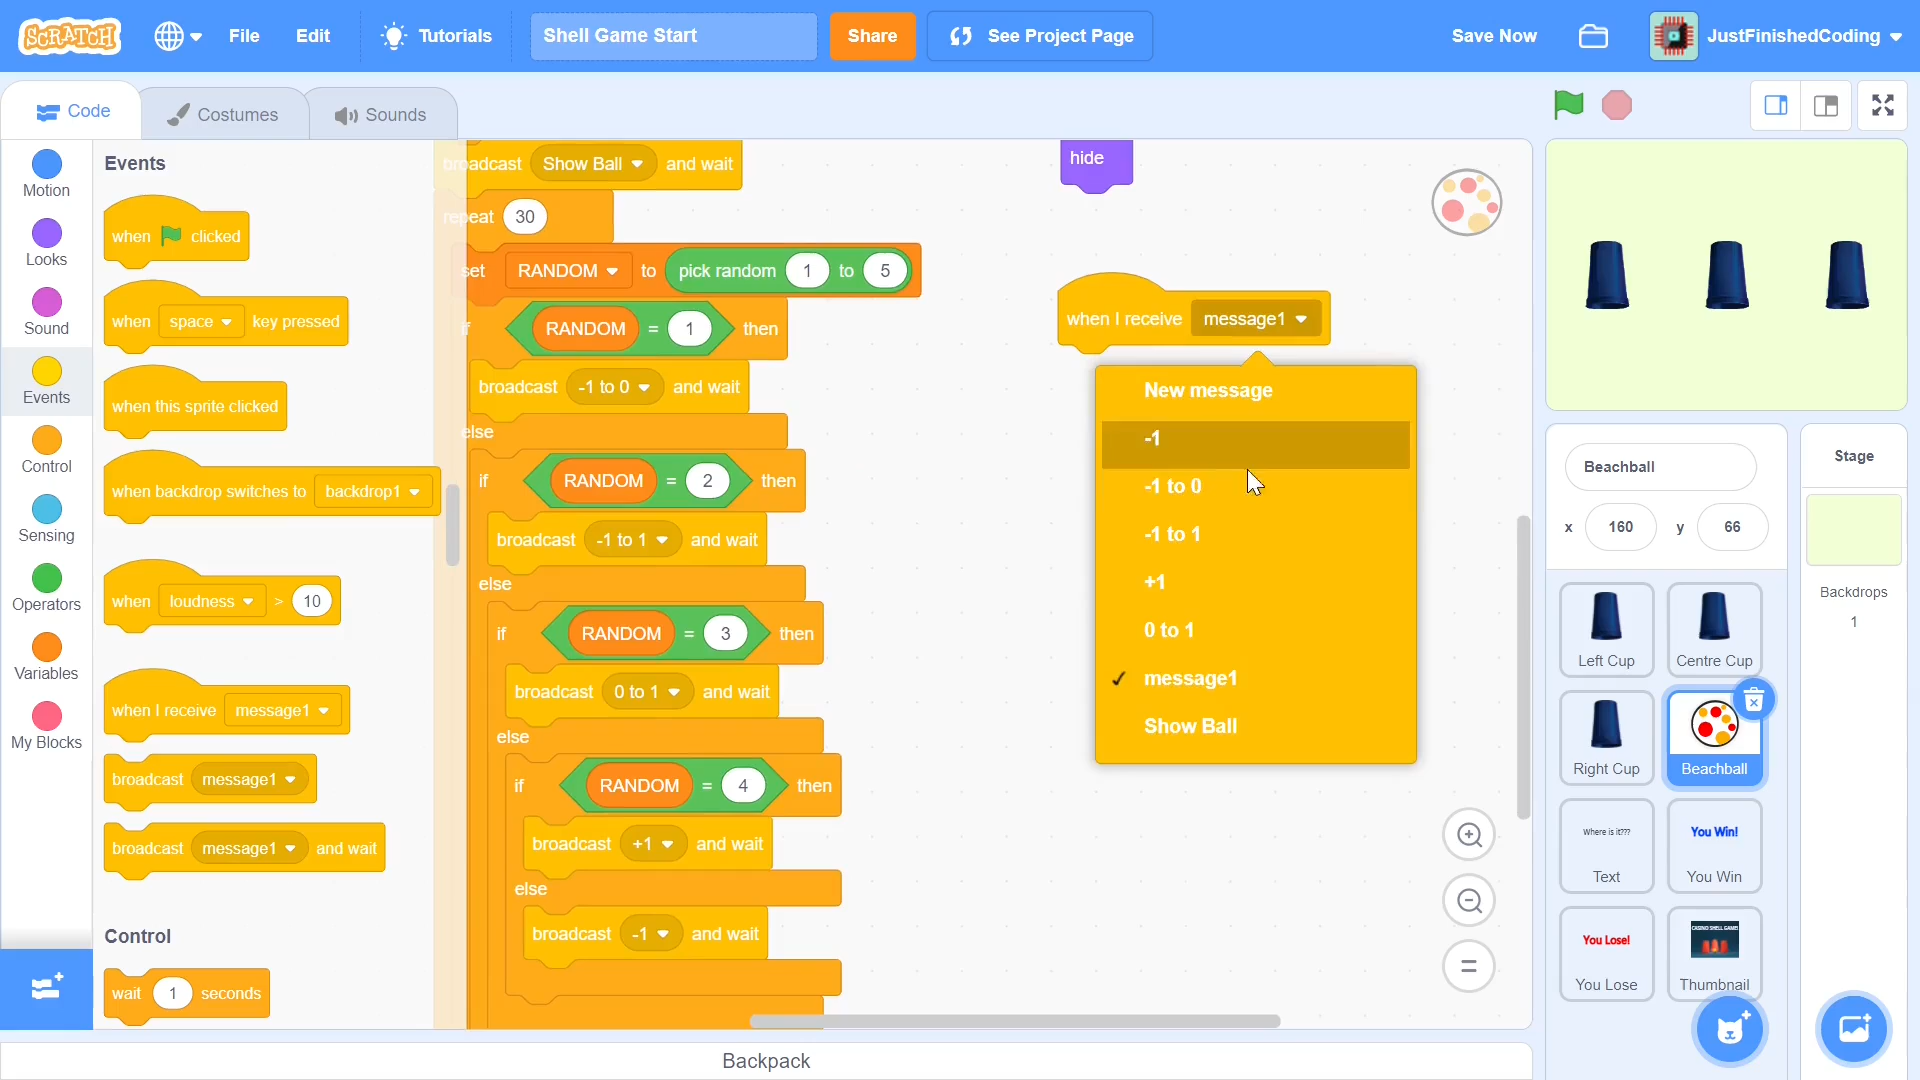 SCRATCH
File
Edit
Tutorials
Shell Game Start
Share
See Project Page
Save Now
JustFinishedCoding
Code
Costumes
Sounds
Motion
Looks
Sound
Events
Control
Sensing
Operators
Variables
My Blocks
Events
when clicked
when space key pressed
when this sprite clicked
when backdrop switches to backdrop1
when loudness > 10
when I receive message1
broadcast message1
broadcast message1 and wait
Control
wait 1 seconds
broadcast Show Ball and wait
repeat 30
set RANDOM to pick random 1 to 5
if RANDOM = 1 then
broadcast -1 to 0 and wait
else
if RANDOM = 2 then
broadcast -1 to 1 and wait
else
if RANDOM = 3 then
broadcast 0 to 1 and wait
else
if RANDOM = 4 then
broadcast +1 and wait
else
broadcast -1 and wait
hide
when I receive message1
New message
-1
-1 to 0
-1 to 1
+1
0 to 1
✓ message1
Show Ball
Beachball
x 160 y 66
Left Cup
Centre Cup
Right Cup
Beachball
Where is it???
Text
You Win!
You Win
You Lose!
You Lose
CASINO SHELL GAME!
Thumbnail
Stage
Backdrops
1
Backpack